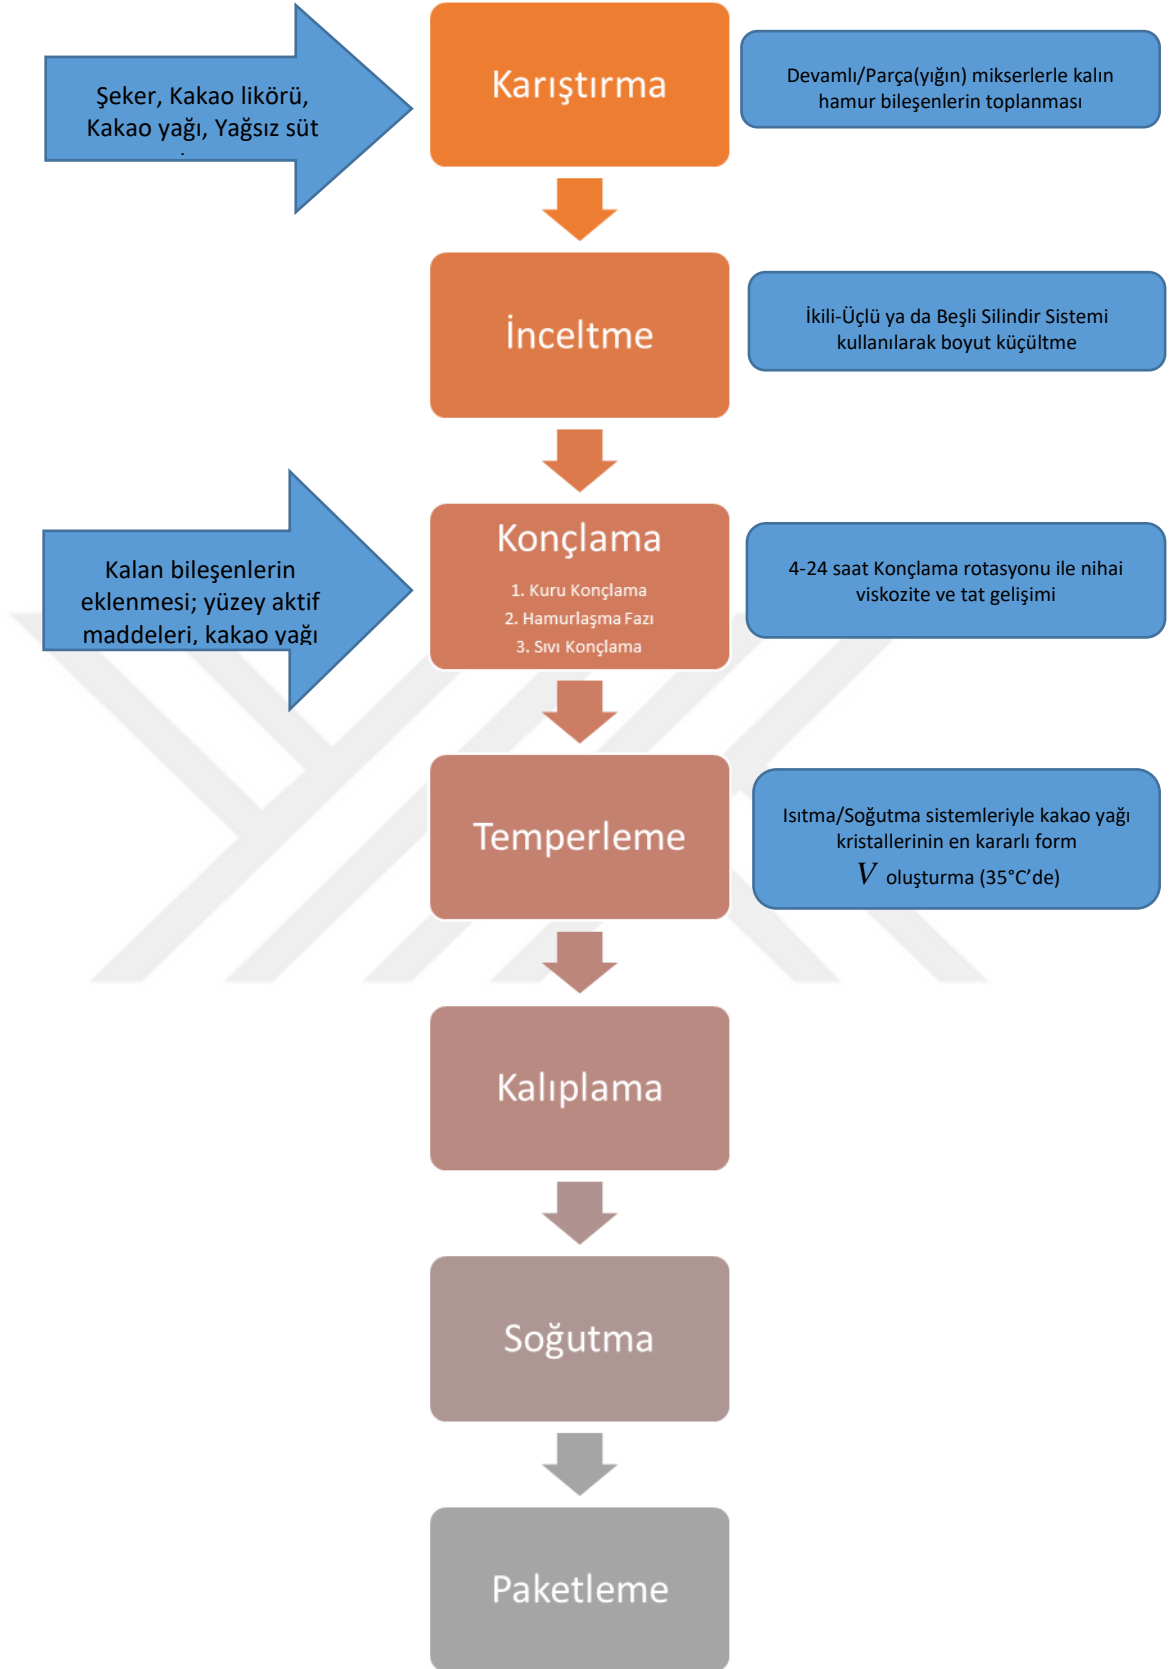 Şeker, Kakao likörü,
Kakao yağı, Yağsız süt
Karıştırma
Devamlı/Parça(yığın) mikserlerle kalın
hamur bileşenlerin toplanması
İnceltme
İkili-Üçlü ya da Beşli Silindir Sistemi
kullanılarak boyut küçültme
Kalan bileşenlerin
eklenmesi; yüzey aktif
maddeleri, kakao yağı
Konçlama
1. Kuru Konçlama
2. Hamurlaşma Fazı
3. Sıvı Konçlama
4-24 saat Konçlama rotasyonu ile nihai
viskozite ve tat gelişimi
Temperleme
Isıtma/Soğutma sistemleriyle kakao yağı
kristallerinin en kararlı form
V oluşturma (35°C’de)
Kalıplama
Soğutma
Paketleme